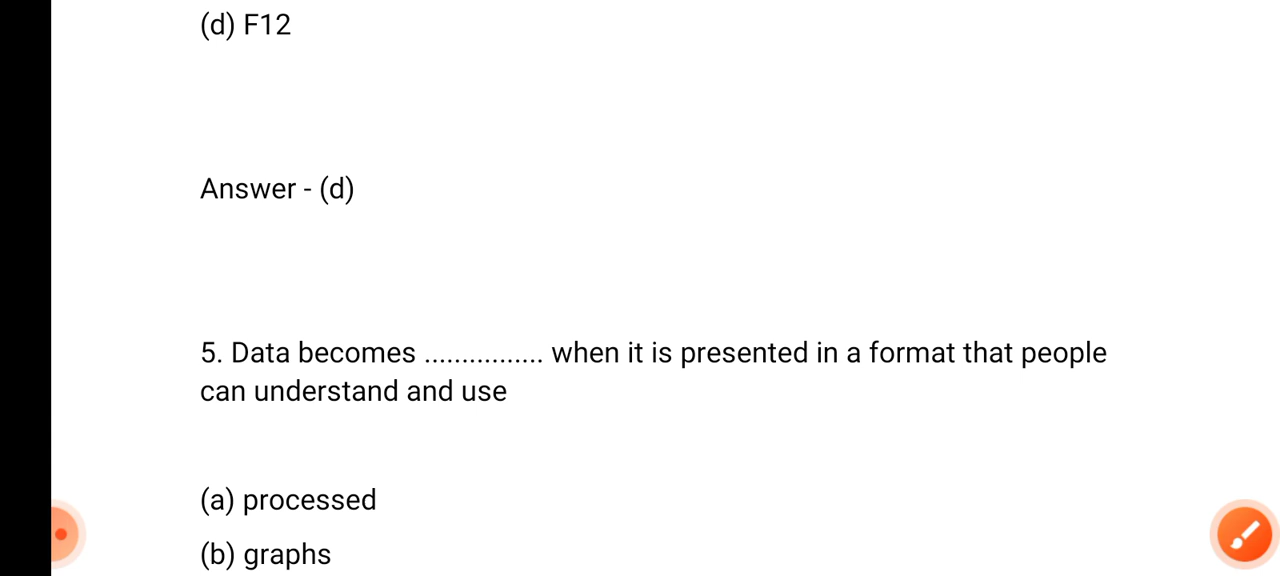 (d) F12
Answer - (d)
5. Data becomes ................ when it is presented in a format that people
can understand and use
(a) processed
(b) graphs